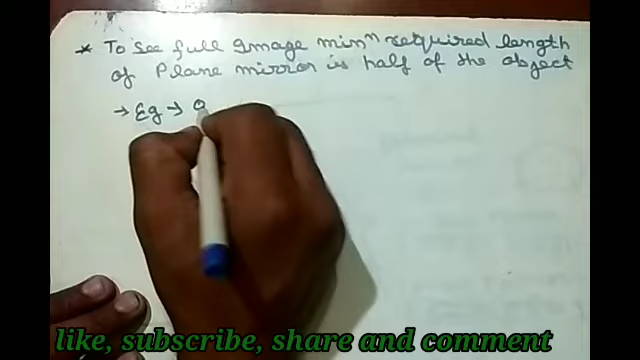 * To see full Image minⁿ required length
of Plane mirror is half of the object
→ Eg → O
like, subscribe, share and comment